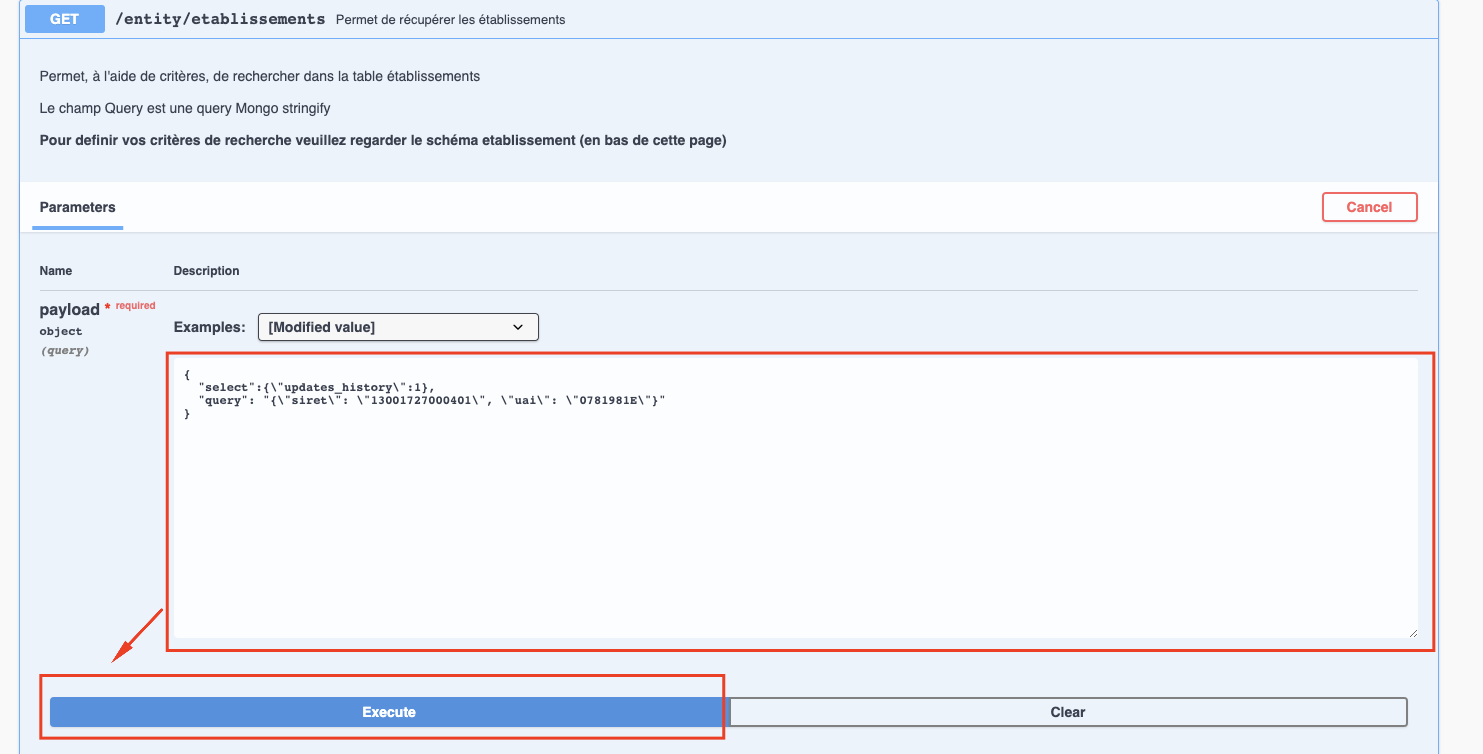 GET /entity/etablissements Permet de récupérer les établissements
Permet, à l'aide de critères, de rechercher dans la table établissements
Le champ Query est une query Mongo stringify
Pour definir vos critères de recherche veuillez regarder le schéma etablissement (en bas de cette page)
Parameters
Cancel
Name Description
payload * required
object
(query)
Examples: [Modified value]
{
"select":{\"updates_history\":1},
"query": "{\"siret\": \"13001727000401\", \"uai\": \"0781981E\"}"
}
Execute
Clear